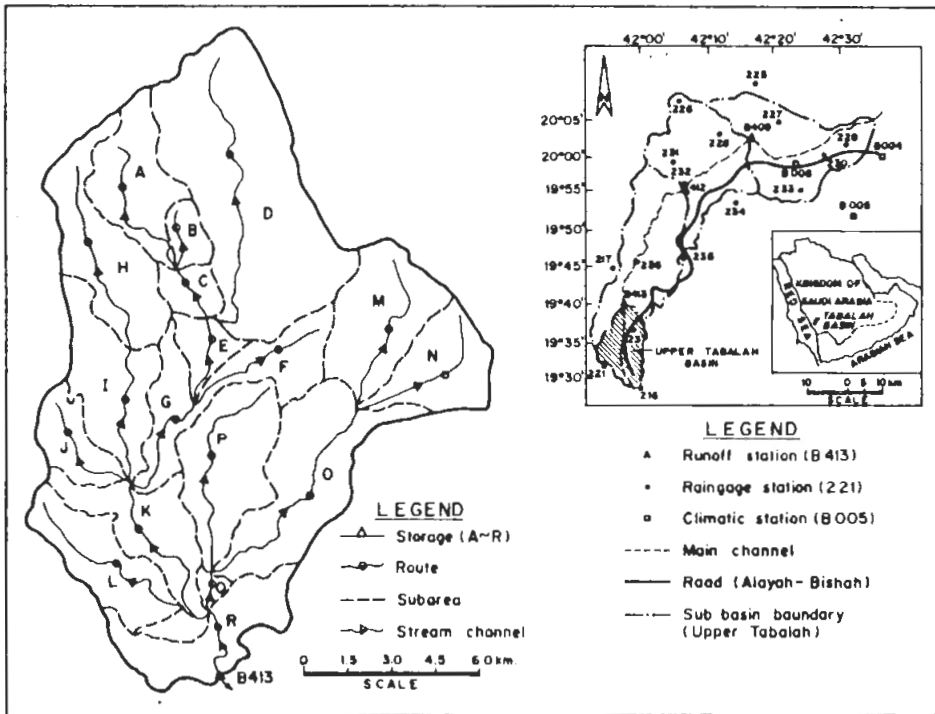 A
B
D
H
C
M
E
F
N
I
G
P
J
O
K
L
Q
R
B413
LEGEND
Storage (A~R)
Route
Subarea
Stream channel
0 1.5 3.0 4.5 6.0 km.
SCALE
42°00' 42°10' 42°20' 42°30'
20°05'
20°00'
19°55'
19°50'
19°45'
19°40'
19°35'
19°30'
225
226
227
B409
228
229
B004
231
232
B006
230
412
233
234
B005
217
236
235
B413
237
UPPER TABALAH BASIN
221
216
KINGDOM OF
SAUDI ARABIA
TABALAH
BASIN
RED SEA
ARABIAN SEA
10 0 5 10 km
SCALE
LEGEND
Runoff station (B413)
Raingage station (221)
Climatic station (B005)
Main channel
Road (Alayah-Bishah)
Sub basin boundary
(Upper Tabalah)